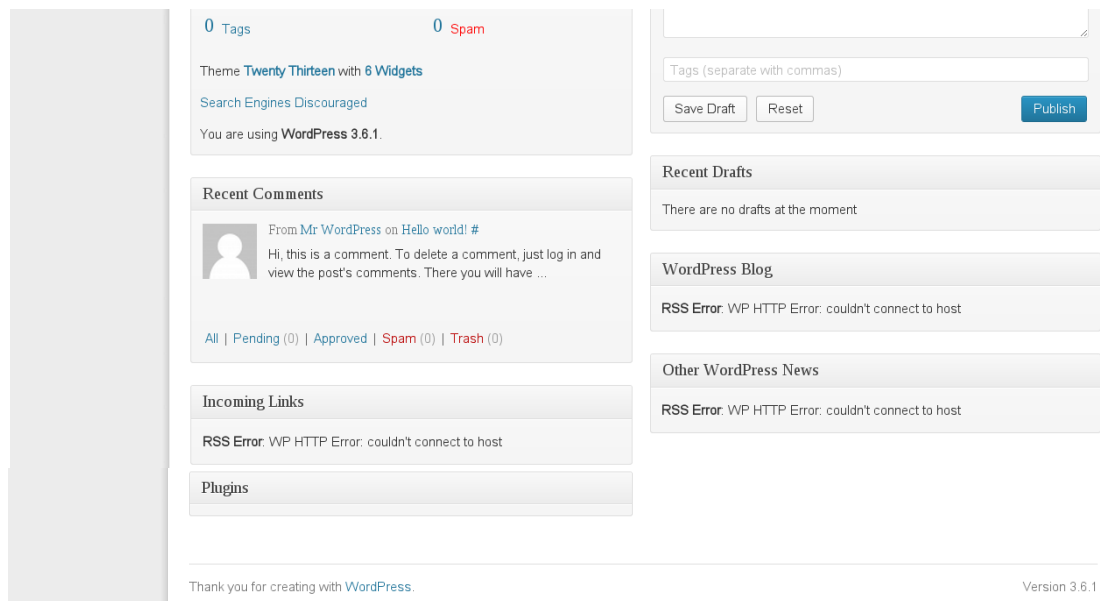 0 Tags
0 Spam
Theme Twenty Thirteen with 6 Widgets
Search Engines Discouraged
You are using WordPress 3.6.1.
Recent Comments
From Mr WordPress on Hello world! #
Hi, this is a comment. To delete a comment, just log in and
view the post's comments. There you will have ...
All | Pending (0) | Approved | Spam (0) | Trash (0)
Incoming Links
RSS Error: WP HTTP Error: couldn't connect to host
Plugins
Tags (separate with commas)
Save Draft
Reset
Publish
Recent Drafts
There are no drafts at the moment
WordPress Blog
RSS Error: WP HTTP Error: couldn't connect to host
Other WordPress News
RSS Error: WP HTTP Error: couldn't connect to host
Thank you for creating with WordPress.
Version 3.6.1